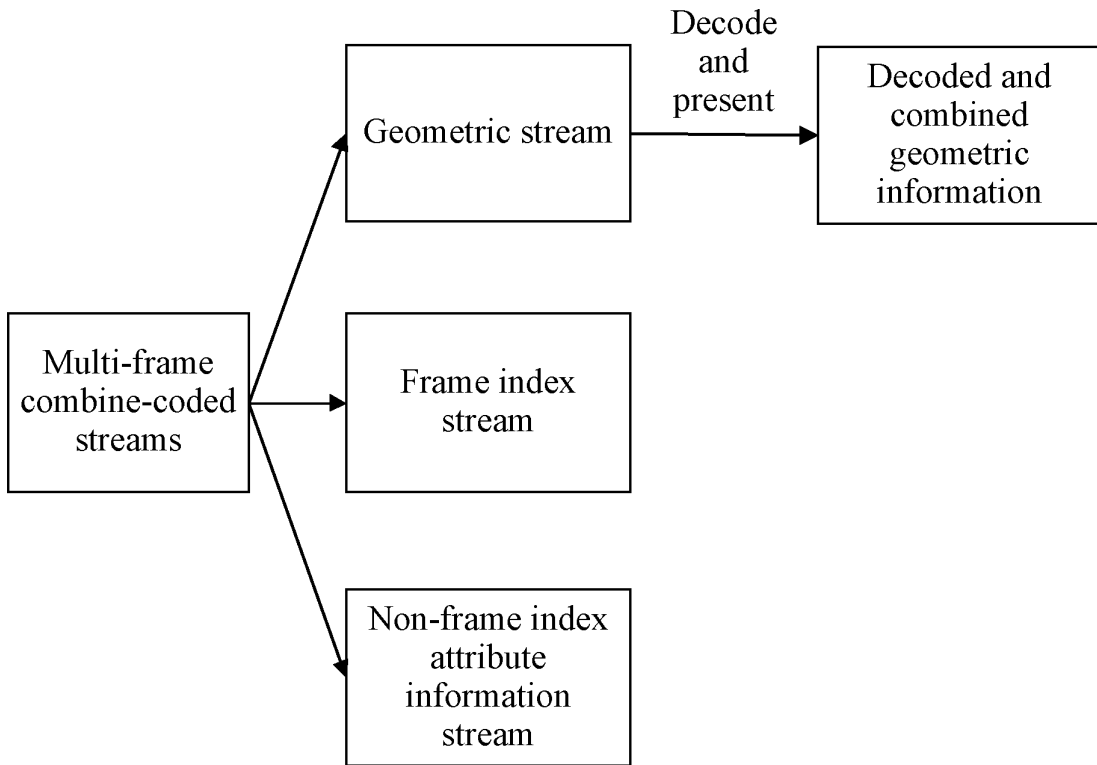 Decode
and
present
Geometric stream
Decoded and
combined
geometric
information
Multi-frame
combine-coded
streams
Frame index
stream
Non-frame index
attribute
information
stream